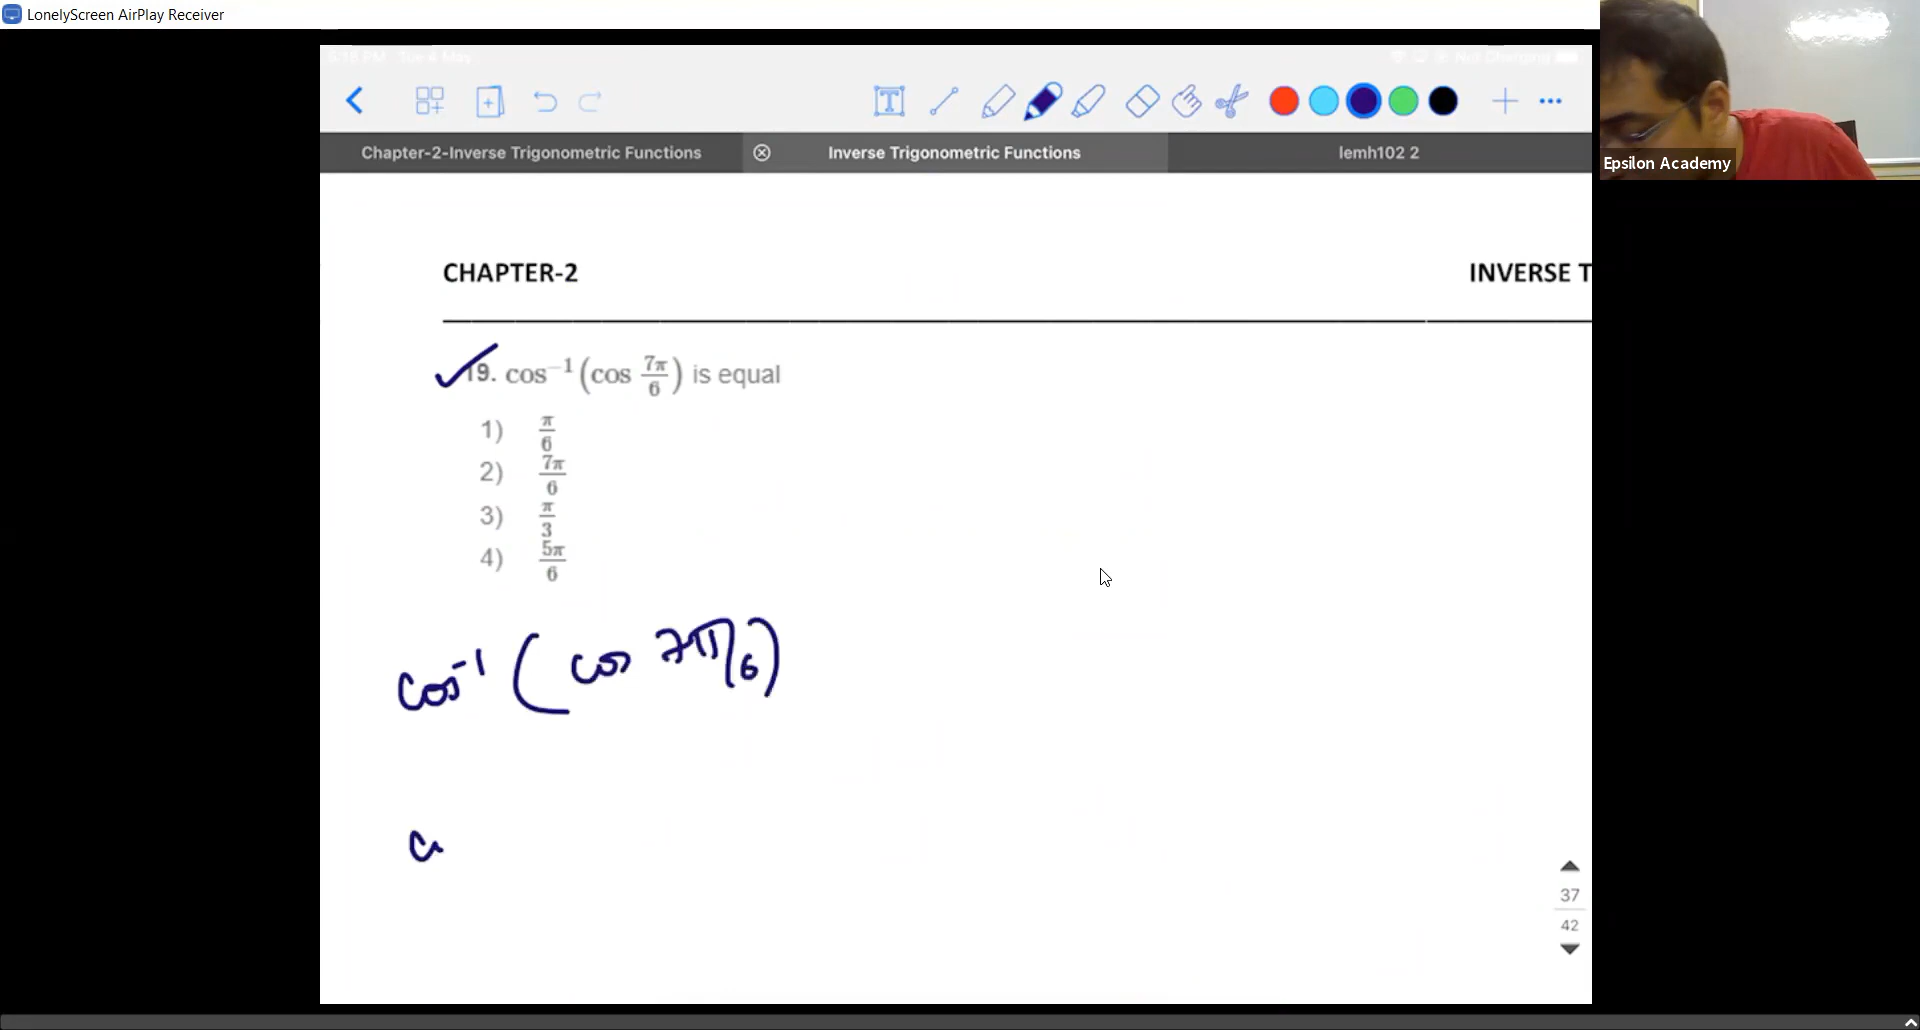 LonelyScreen AirPlay Receiver
Chapter-2-Inverse Trigonometric Functions
Inverse Trigonometric Functions
lemh102 2
Epsilon Academy
CHAPTER-2
INVERSE T
19. cos⁻¹(cos 7π/6) is equal
1) π/6
2) 7π/6
3) π/3
4) 5π/6
cos⁻¹ ( cos 7π/6 )
37
42